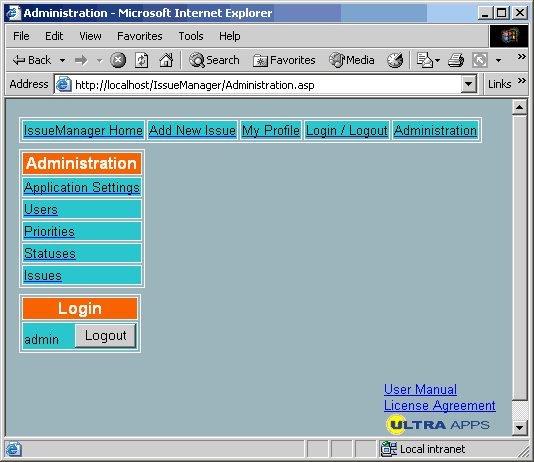 Administration - Microsoft Internet Explorer
File Edit View Favorites Tools Help
Back Search Favorites Media
Address http://localhost/IssueManager/Administration.asp Links
IssueManager Home Add New Issue My Profile Login / Logout Administration
Administration
Application Settings
Users
Priorities
Statuses
Issues
Login
admin Logout
User Manual
License Agreement
ULTRA APPS
Local intranet